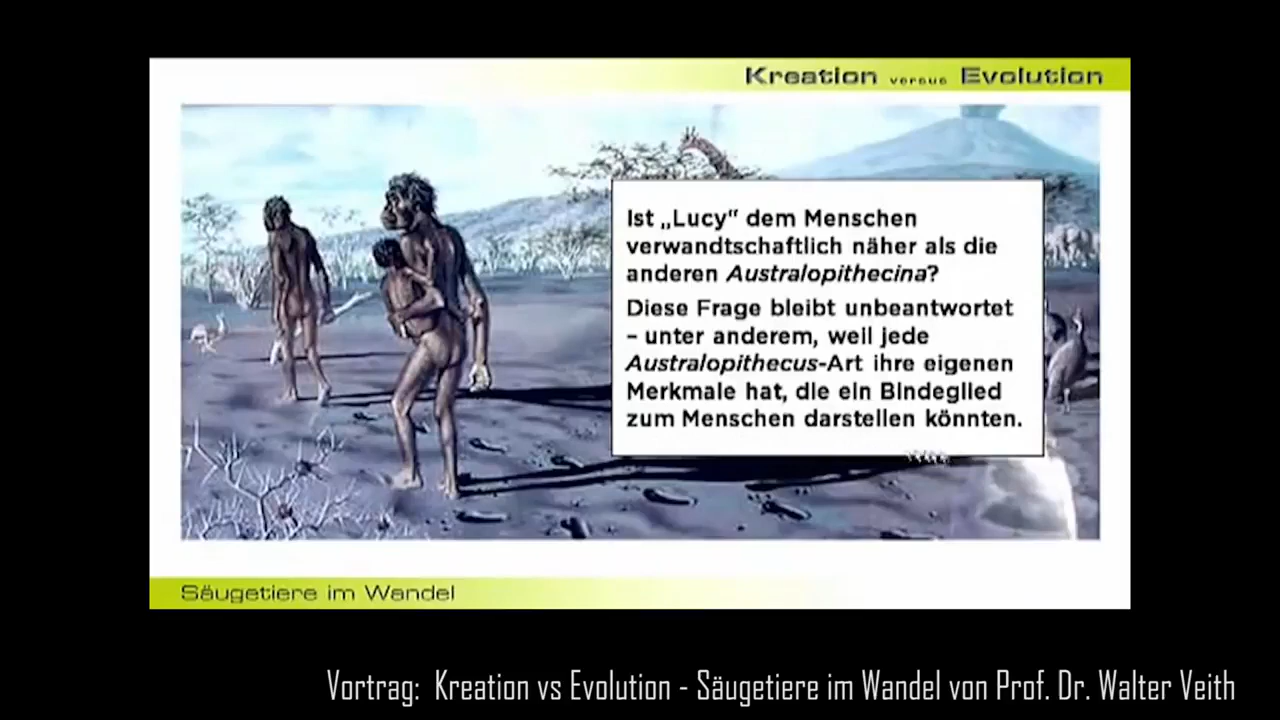 Kreation versus Evolution
Ist „Lucy“ dem Menschen
verwandtschaftlich näher als die
anderen Australopithecina?
Diese Frage bleibt unbeantwortet
– unter anderem, weil jede
Australopithecus-Art ihre eigenen
Merkmale hat, die ein Bindeglied
zum Menschen darstellen könnten.
Säugetiere im Wandel
Vortrag: Kreation vs Evolution - Säugetiere im Wandel von Prof. Dr. Walter Veith